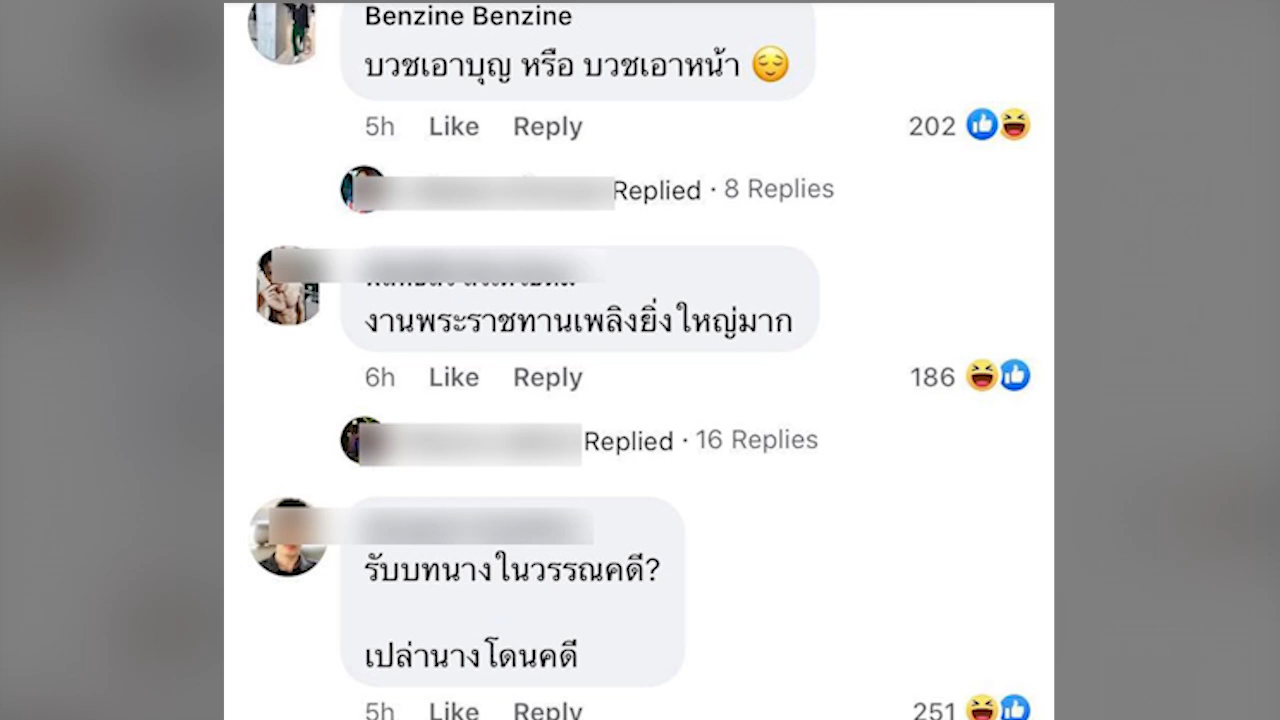 Benzine Benzine
บวชเอาบุญ หรือ บวชเอาหน้า 😌
5h Like Reply 202
Replied · 8 Replies
งานพระราชทานเพลิงยิ่งใหญ่มาก
6h Like Reply 186
Replied · 16 Replies
รับบทนางในวรรณคดี?
เปล่านางโดนคดี
5h Like Reply 251